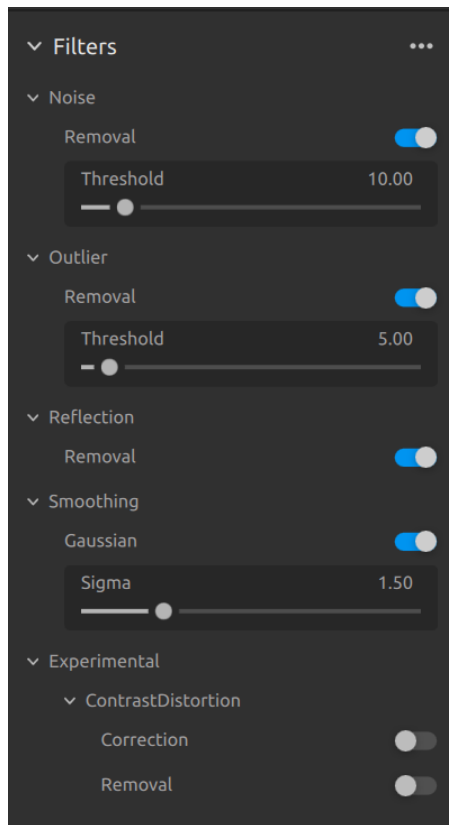 Filters
Noise
Removal
Threshold 10.00
Outlier
Removal
Threshold 5.00
Reflection
Removal
Smoothing
Gaussian
Sigma 1.50
Experimental
ContrastDistortion
Correction
Removal